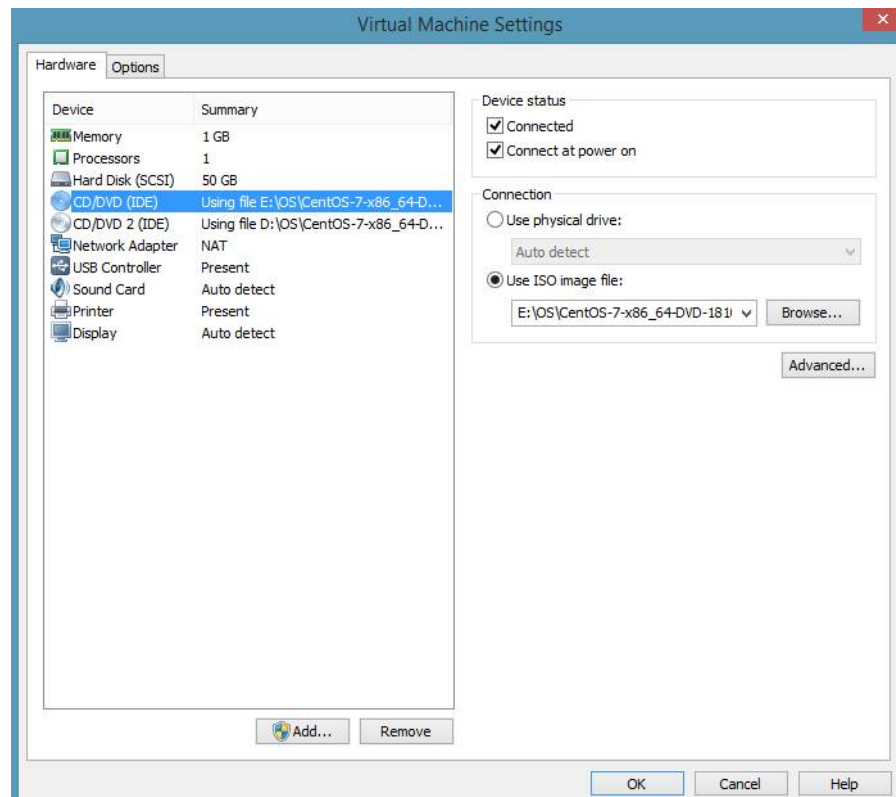 Virtual Machine Settings
Hardware
Options
Device Summary
Memory 1 GB
Processors 1
Hard Disk (SCSI) 50 GB
CD/DVD (IDE) Using file E:\OS\CentOS-7-x86_64-D...
CD/DVD 2 (IDE) Using file D:\OS\CentOS-7-x86_64-D...
Network Adapter NAT
USB Controller Present
Sound Card Auto detect
Printer Present
Display Auto detect
Add...
Remove
Device status
Connected
Connect at power on
Connection
Use physical drive:
Auto detect
Use ISO image file:
E:\OS\CentOS-7-x86_64-DVD-181
Browse...
Advanced...
OK
Cancel
Help